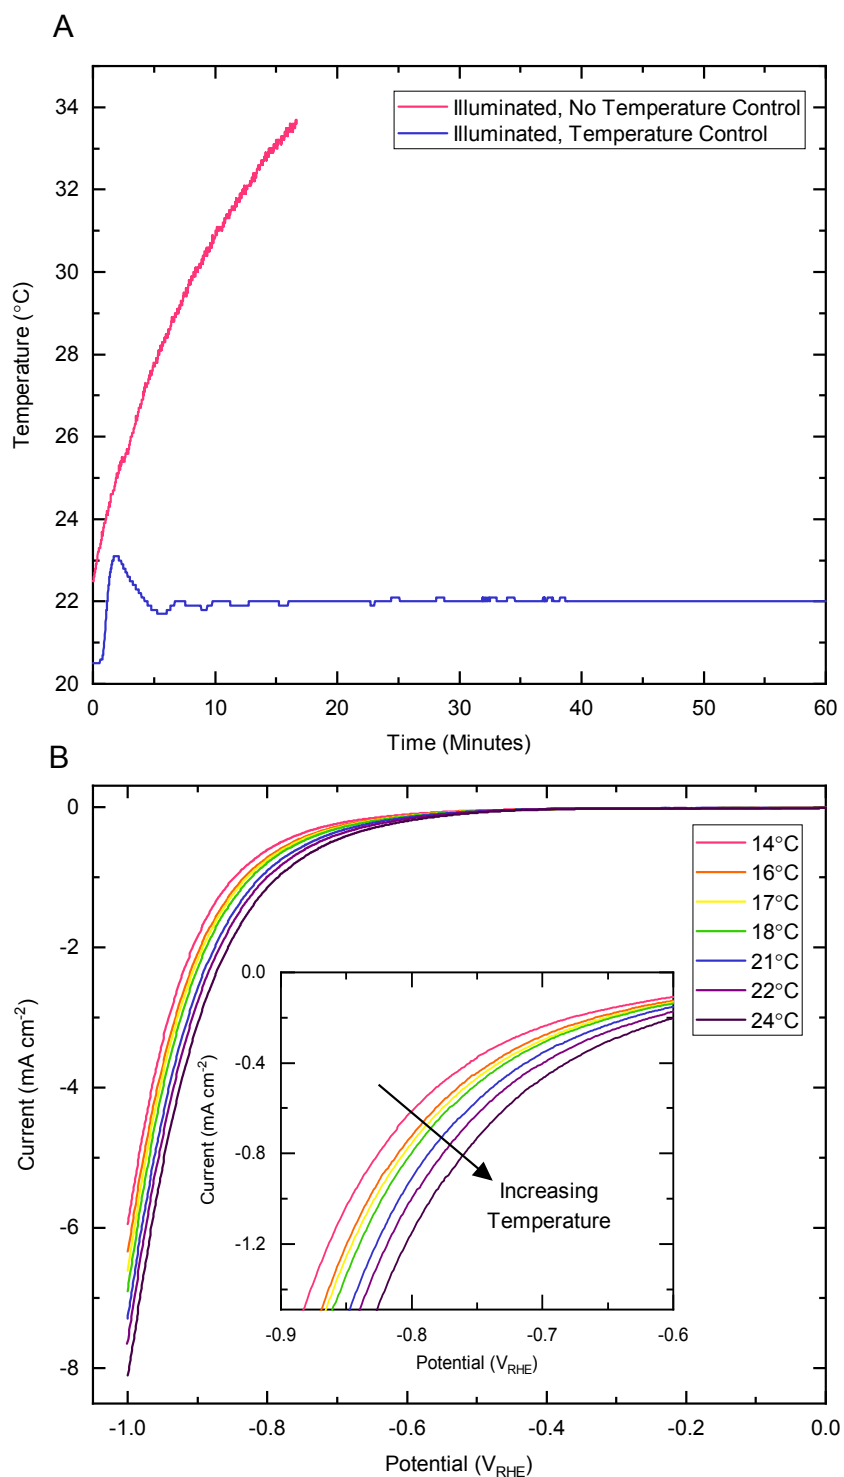 A
34
32
30
28
26
24
22
20
Temperature (°C)
Illuminated, No Temperature Control
Illuminated, Temperature Control
0
10
20
30
40
50
60
Time (Minutes)
B
0
-2
-4
-6
-8
Current (mA cm-2)
14°C
16°C
17°C
18°C
21°C
22°C
24°C
0.0
-0.4
-0.8
-1.2
Current (mA cm-2)
Increasing
Temperature
-0.9
-0.8
-0.7
-0.6
Potential (VRHE)
-1.0
-0.8
-0.6
-0.4
-0.2
0.0
Potential (VRHE)